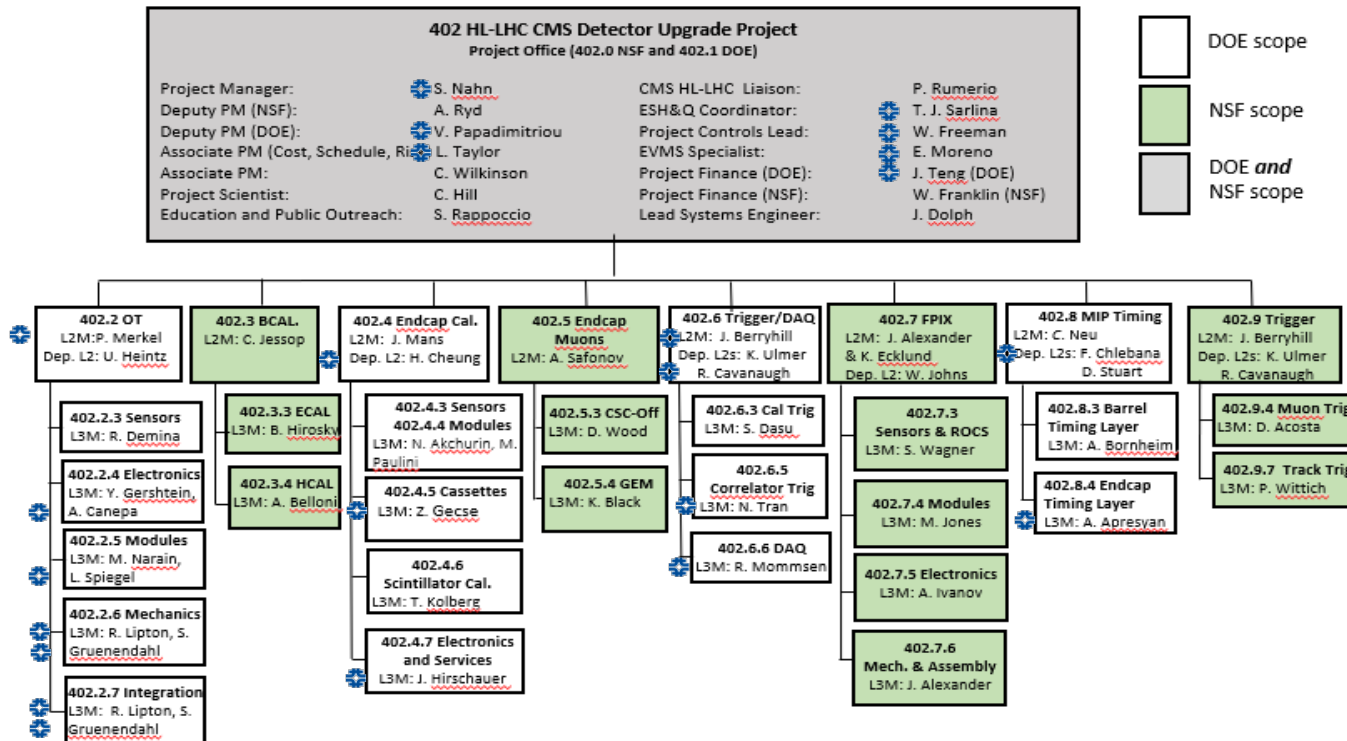 402 HL-LHC CMS Detector Upgrade Project
Project Office (402.0 NSF and 402.1 DOE)
Project Manager: S. Nahn
Deputy PM (NSF): A. Ryd
Deputy PM (DOE): V. Papadimitriou
Associate PM (Cost, Schedule, Ri L. Taylor
Associate PM: C. Wilkinson
Project Scientist: C. Hill
Education and Public Outreach: S. Rappoccio
CMS HL-LHC Liaison: P. Rumerio
ESH&Q Coordinator: T. J. Sarlina
Project Controls Lead: W. Freeman
EVMS Specialist: E. Moreno
Project Finance (DOE): J. Teng (DOE)
Project Finance (NSF): W. Franklin (NSF)
Lead Systems Engineer: J. Dolph
DOE scope
NSF scope
DOE and
NSF scope
402.2 OT
L2M:P. Merkel
Dep. L2: U. Heintz
402.2.3 Sensors
L3M: R. Demina
402.2.4 Electronics
L3M: Y. Gershtein,
A. Canepa
402.2.5 Modules
L3M: M. Narain,
L. Spiegel
402.2.6 Mechanics
L3M: R. Lipton, S.
Gruenendahl
402.2.7 Integration
L3M: R. Lipton, S.
Gruenendahl
402.3 BCAL.
L2M: C. Jessop
402.3.3 ECAL
L3M: B. Hirosky
402.3.4 HCAL
L3M: A. Belloni
402.4 Endcap Cal.
L2M: J. Mans
Dep. L2: H. Cheung
402.4.3 Sensors
402.4.4 Modules
L3M: N. Akchurin, M.
Paulini
402.4.5 Cassettes
L3M: Z. Gecse
402.4.6
Scintillator Cal.
L3M: T. Kolberg
402.4.7 Electronics
and Services
L3M: J. Hirschauer
402.5 Endcap
Muons
L2M: A. Safonov
402.5.3 CSC-Off
L3M: D. Wood
402.5.4 GEM
L3M: K. Black
402.6 Trigger/DAQ
L2M: J. Berryhill
Dep. L2s: K. Ulmer
R. Cavanaugh
402.6.3 Cal Trig
L3M: S. Dasu
402.6.5
Correlator Trig
L3M: N. Tran
402.6.6 DAQ
L3M: R. Mommsen
402.7 FPIX
L2M: J. Alexander
& K. Ecklund
Dep. L2: W. Johns
402.7.3
Sensors & ROCS
L3M: S. Wagner
402.7.4 Modules
L3M: M. Jones
402.7.5 Electronics
L3M: A. Ivanov
402.7.6
Mech. & Assembly
L3M: J. Alexander
402.8 MIP Timing
L2M: C. Neu
Dep. L2s: F. Chlebana
D. Stuart
402.8.3 Barrel
Timing Layer
L3M: A. Bornheim
402.8.4 Endcap
Timing Layer
L3M: A. Apresyan
402.9 Trigger
L2M: J. Berryhill
Dep. L2s: K. Ulmer
R. Cavanaugh
402.9.4 Muon Trig
L3M: D. Acosta
402.9.7 Track Trig
L3M: P. Wittich